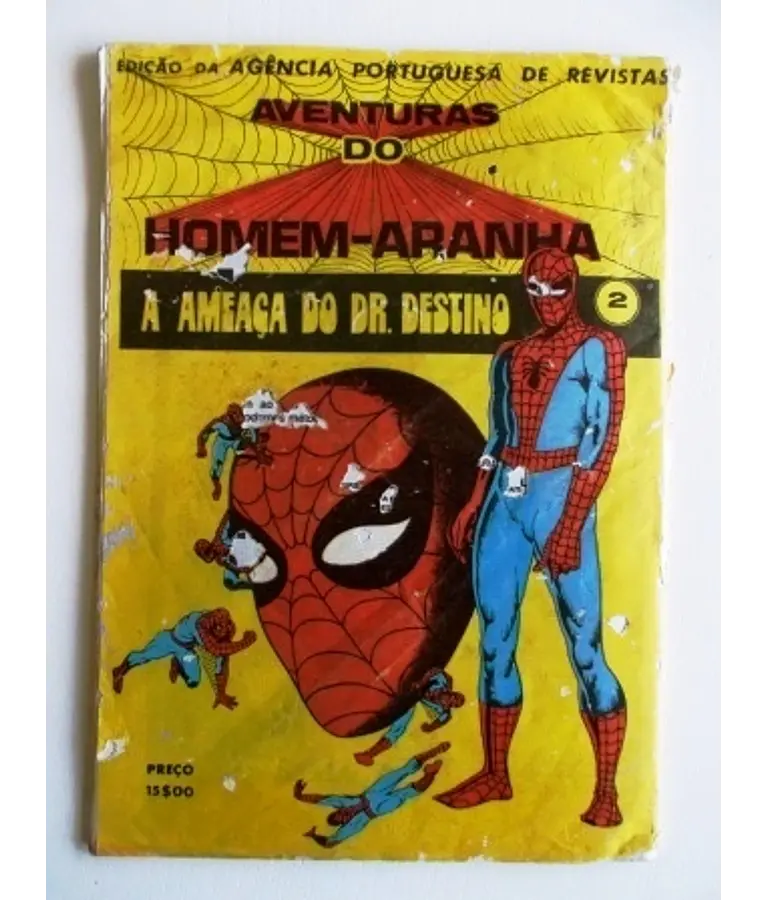 EDIÇÃO DA AGÊNCIA PORTUGUESA DE REVISTAS
AVENTURAS
DO
HOMEM-ARANHA
A AMEAÇA DO DR. DESTINO
2
PREÇO
15$00